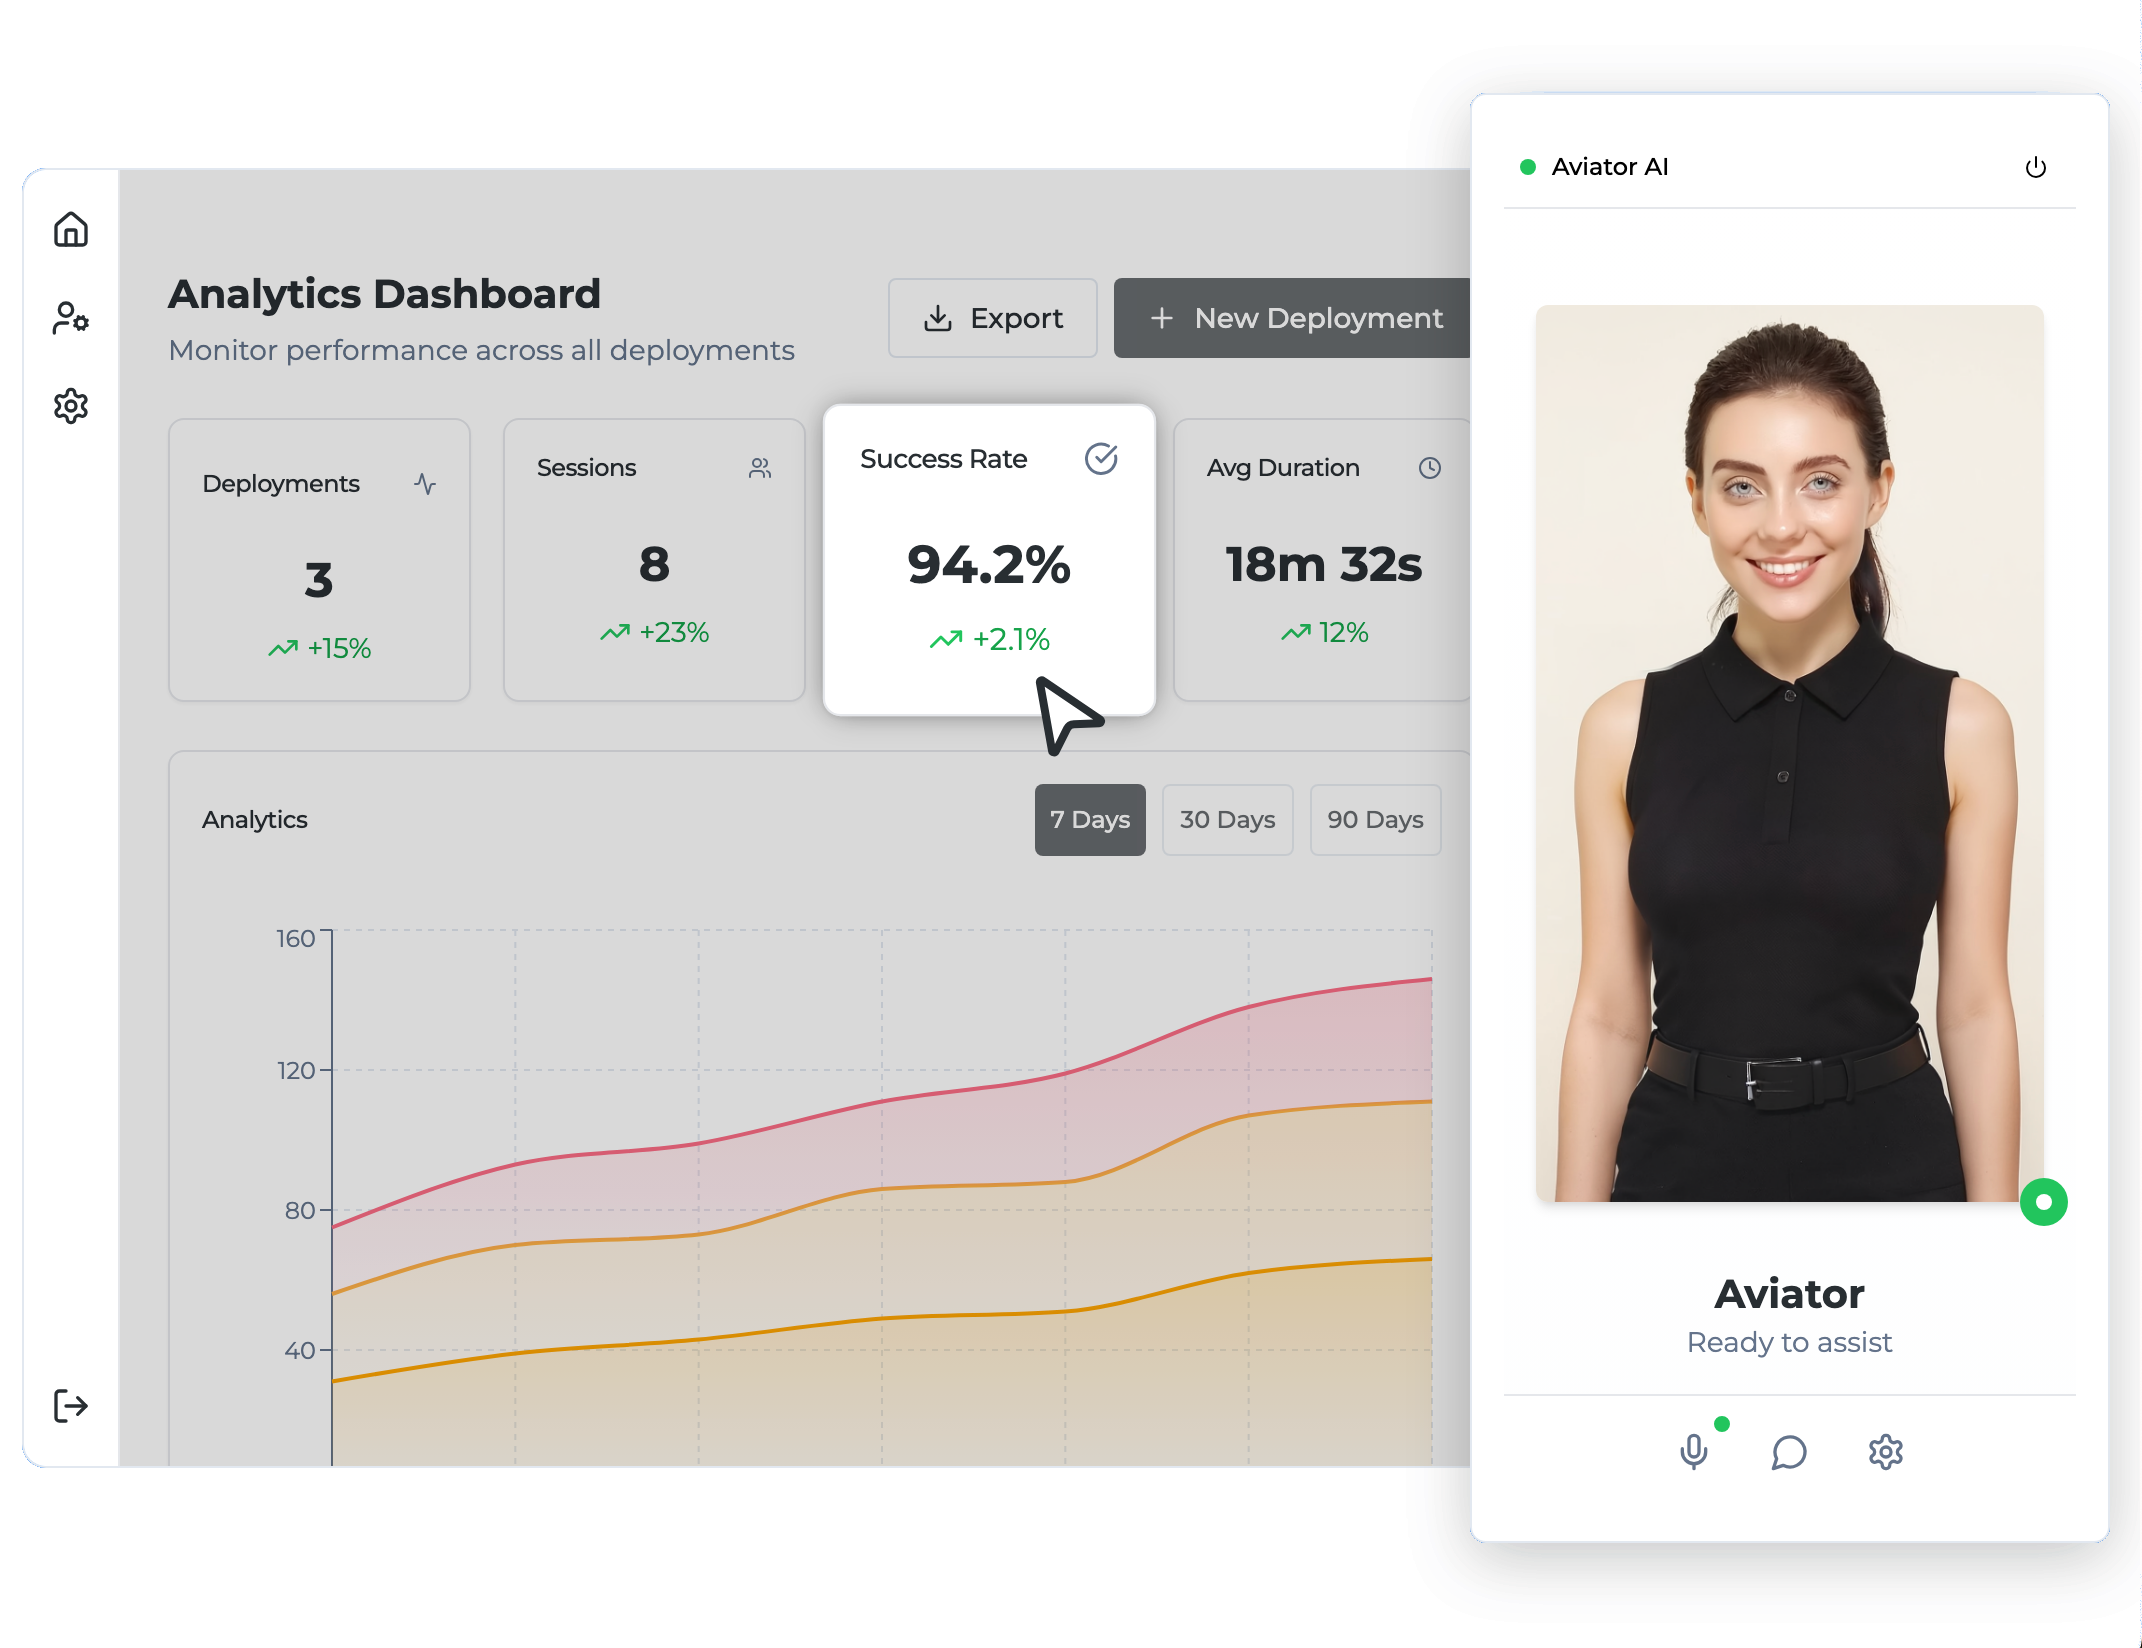 Analytics Dashboard
Monitor performance across all deployments
Export
New Deployment
Deployments
3
+15%
Sessions
8
+23%
Success Rate
94.2%
+2.1%
Avg Duration
18m 32s
12%
Analytics
7 Days
30 Days
90 Days
160
120
80
40
Aviator AI
Aviator
Ready to assist